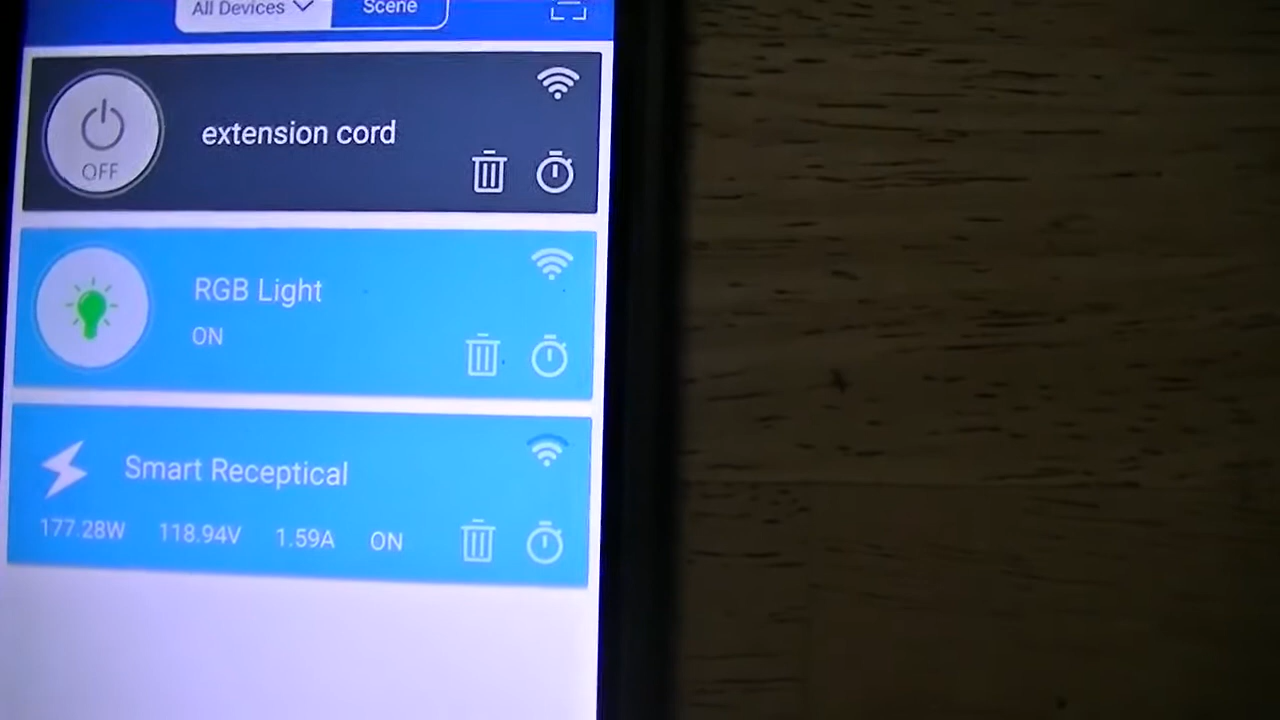 All Devices Scene
extension cord
OFF
RGB Light
ON
Smart Receptical
177.28W 118.94V 1.59A ON